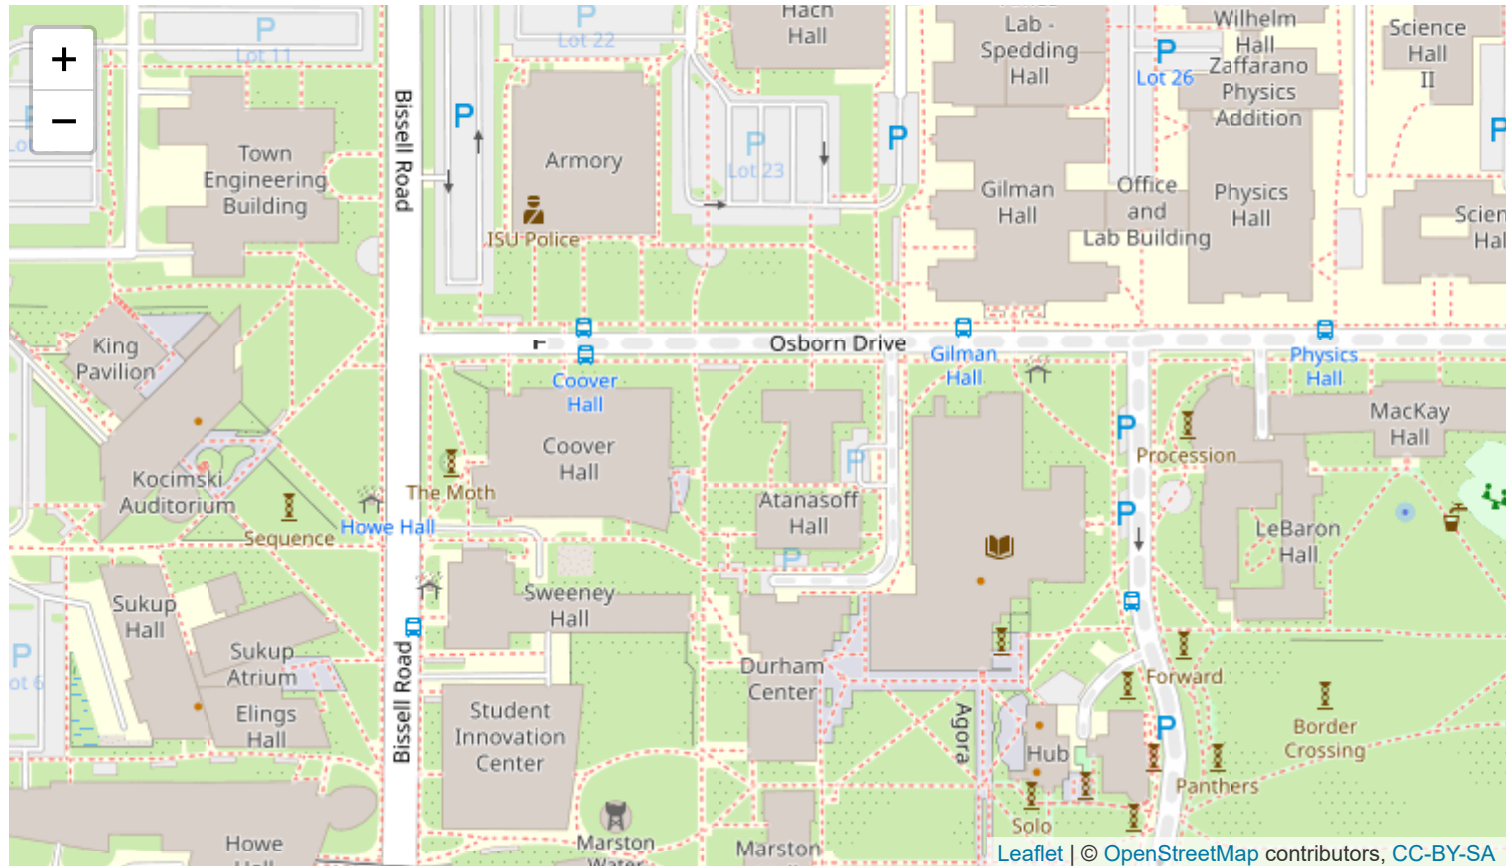 +
−
P
Lot 11
P
Lot 22
Hach
Hall
Lab -
Spedding
Hall
P
Lot 26
Wilhelm
Hall
Zaffarano
Physics
Addition
Science
Hall
II
P
P
P
Lot 23
P
Bissell Road
Town
Engineering
Building
Armory
ISU Police
Gilman
Hall
Office
and
Lab Building
Physics
Hall
Scien
Hal
King
Pavilion
Osborn Drive
Coover
Hall
Gilman
Hall
Physics
Hall
Coover
Hall
MacKay
Hall
P
Procession
P
Kocimski
Auditorium
The Moth
Sequence
Howe Hall
Atanasoff
Hall
P
P
LeBaron
Hall
Sukup
Hall
Sweeney
Hall
P
ot 6
Sukup
Atrium
Elings
Hall
Bissell Road
Durham
Center
Forward
Student
Innovation
Center
Agora
Hub
P
Border
Crossing
Panthers
Solo
Howe
Marston
Water
Marston
Leaflet | © OpenStreetMap contributors, CC-BY-SA